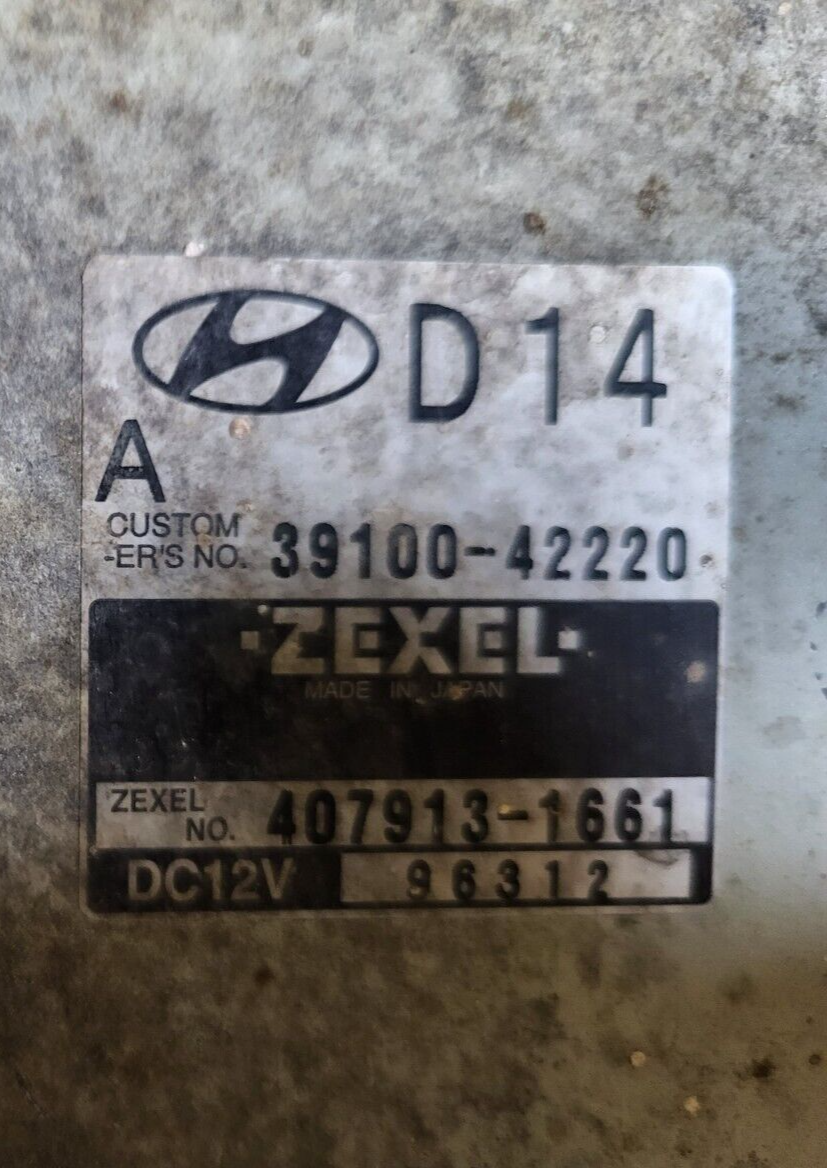 D14
A
CUSTOM
-ER'S NO. 39100-42220
·ZEXEL·
MADE IN JAPAN
ZEXEL
NO. 407913-1661
DC12V 96312